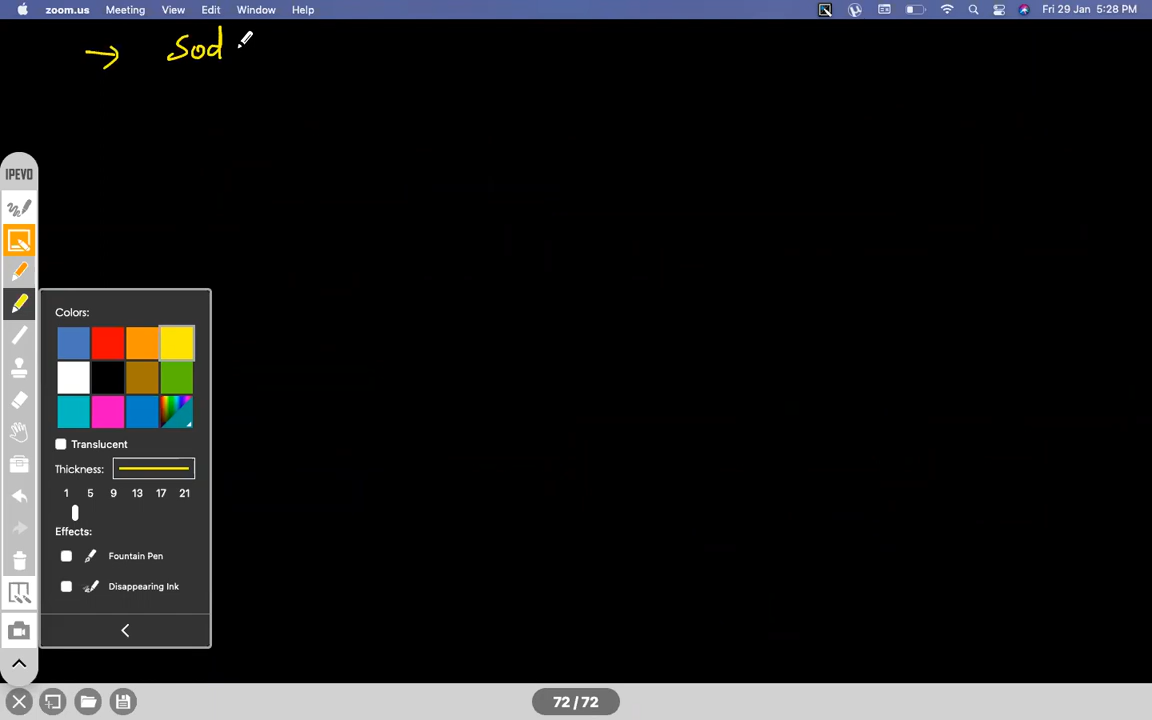 zoom.us Meeting View Edit Window Help Fri 29 Jan 5:28 PM
→ Sod
IPEVO
Colors:
Translucent
Thickness:
1 5 9 13 17 21
Effects:
Fountain Pen
Disappearing Ink
72 / 72